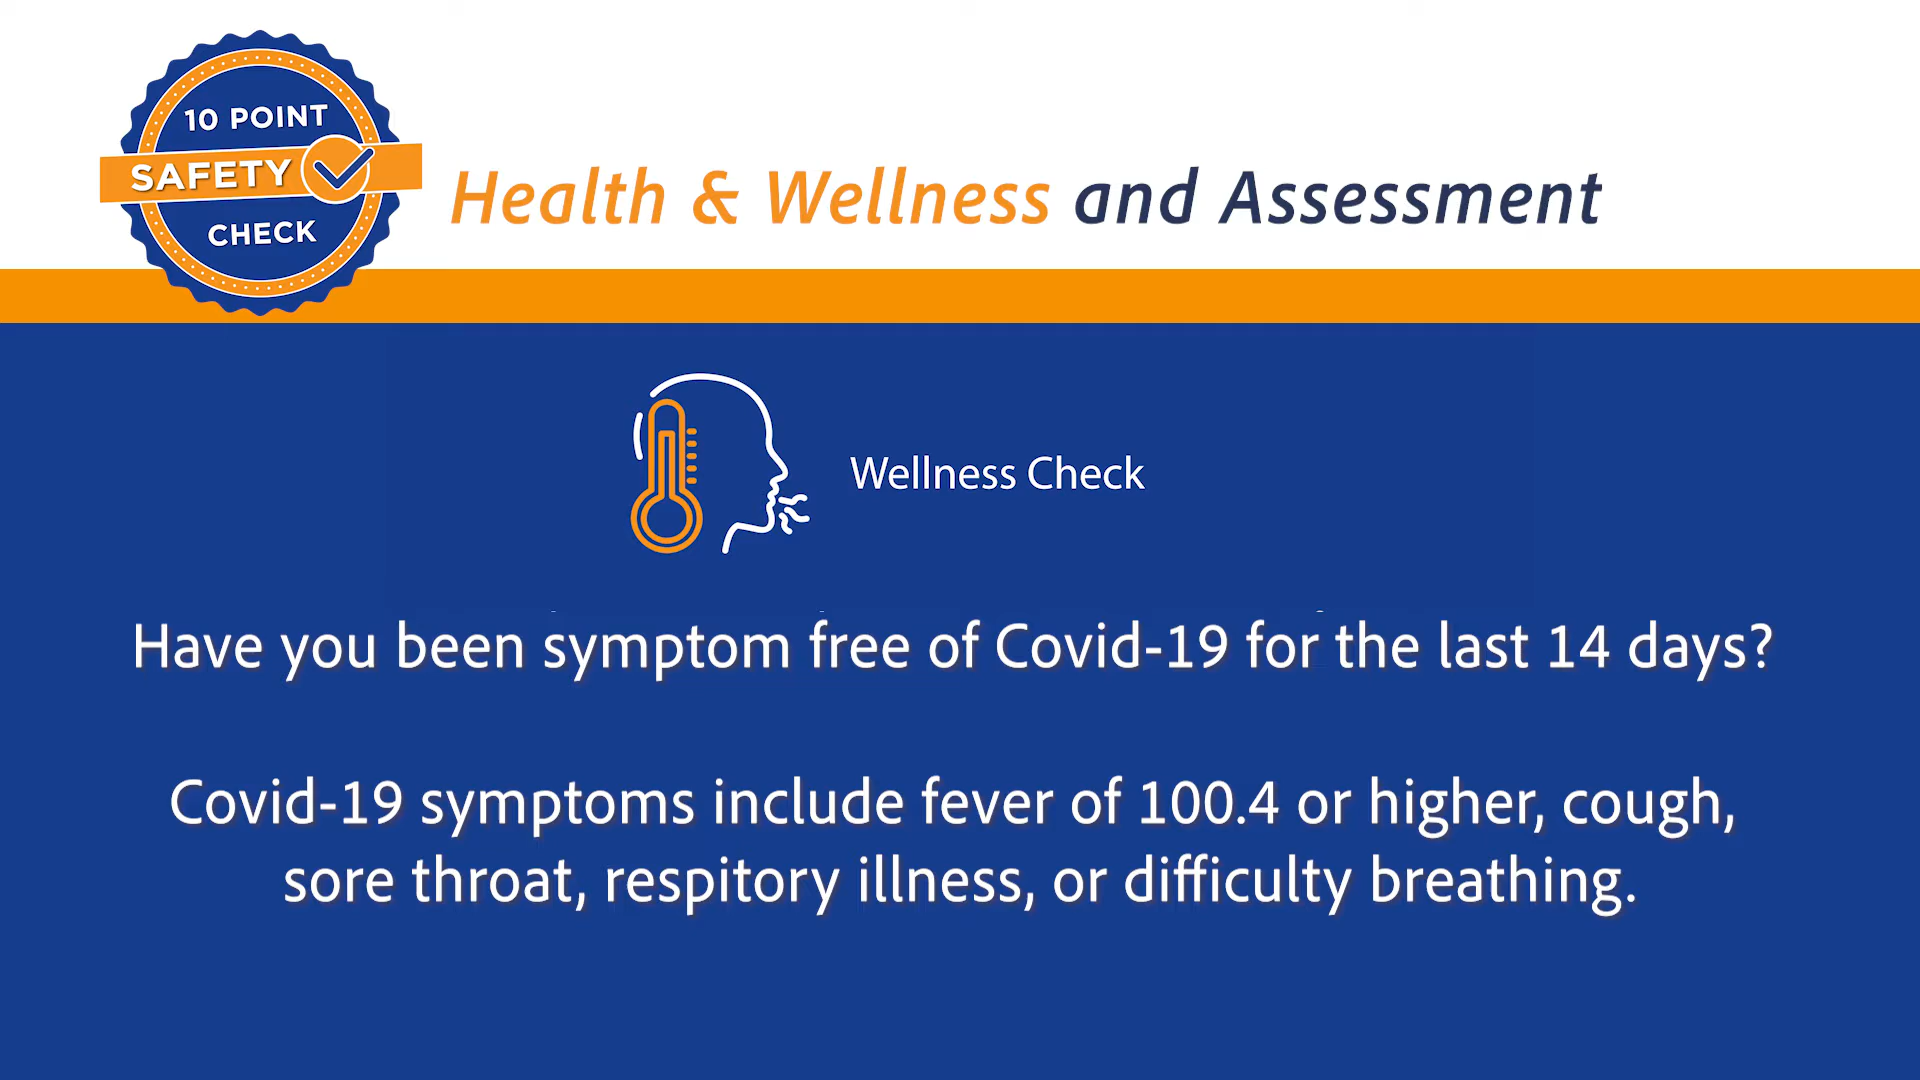 10 POINT
SAFETY
CHECK
Health & Wellness and Assessment
Wellness Check
Have you been symptom free of Covid-19 for the last 14 days?
Covid-19 symptoms include fever of 100.4 or higher, cough,
sore throat, respitory illness, or difficulty breathing.